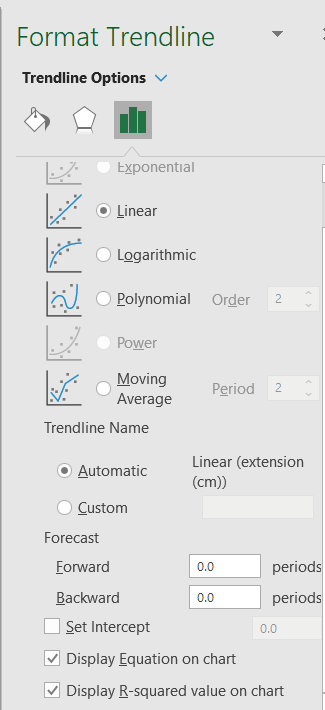 Format Trendline
Trendline Options
Exponential
Linear
Logarithmic
Polynomial Order 2
Power
Moving Average Period 2
Trendline Name
Automatic Linear (extension (cm))
Custom
Forecast
Forward 0.0 periods
Backward 0.0 periods
Set Intercept 0.0
Display Equation on chart
Display R-squared value on chart